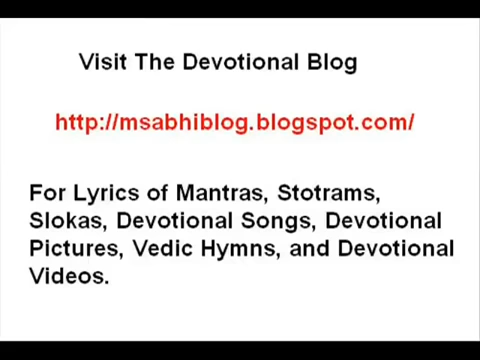 Visit The Devotional Blog
http://msabhiblog.blogspot.com/
For Lyrics of Mantras, Stotrams,
Slokas, Devotional Songs, Devotional
Pictures, Vedic Hymns, and Devotional
Videos.